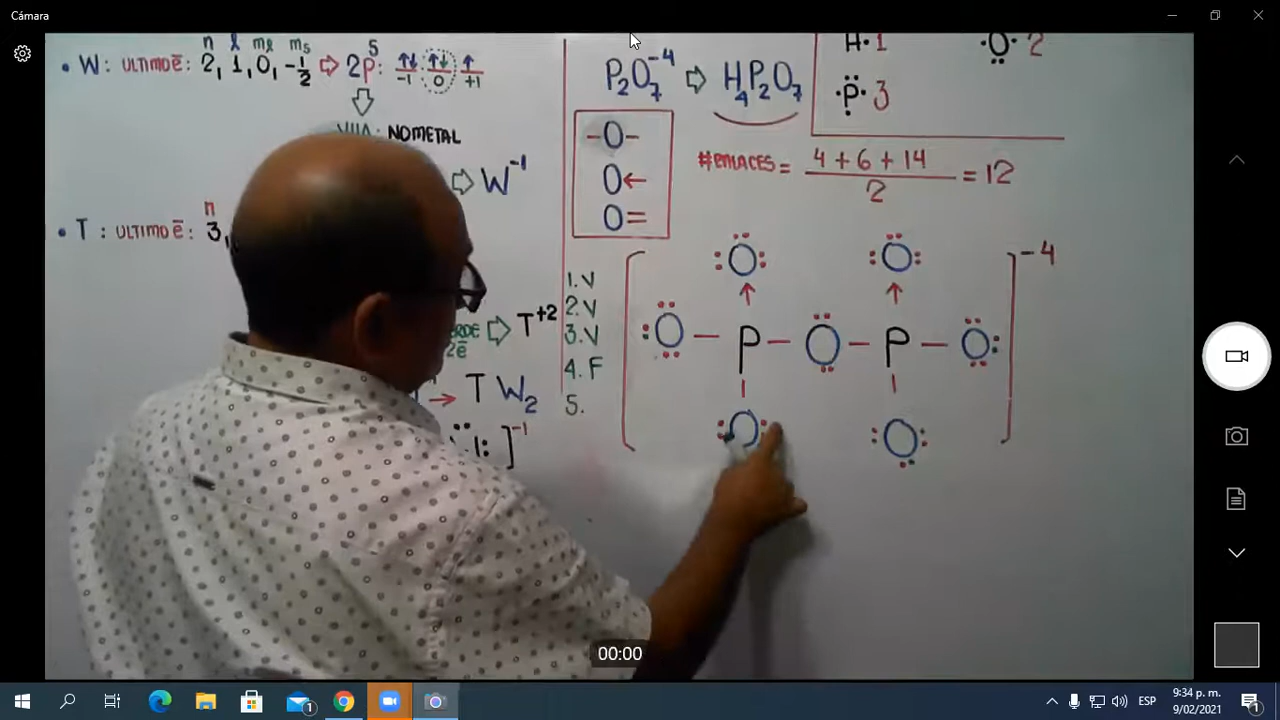 Cámara
n l ml ms
• W: ULTIMO ē: 2, 1, 0, -1/2 ⇨ 2p⁵: ↑↓ ↑↓ ↑
-1 0 +1
VIIA: NOMETAL
⇨ W⁻¹
n
• T: ULTIMO ē: 3,
⇨ T⁺²
2ē
→ T W₂
]⁻¹
P₂O₇⁻⁴ ⇨ H₄P₂O₇
H· 1
·O· 2
·P· 3
-O-
O←
O=
#ENLACES = (4 + 6 + 14)/2 = 12
1. V
2. V
3. V
4. F
5.
[ O O ]⁻⁴
↑ ↑
O — P — O — P — O
O O
00:00
ESP
9:34 p. m.
9/02/2021
1
1